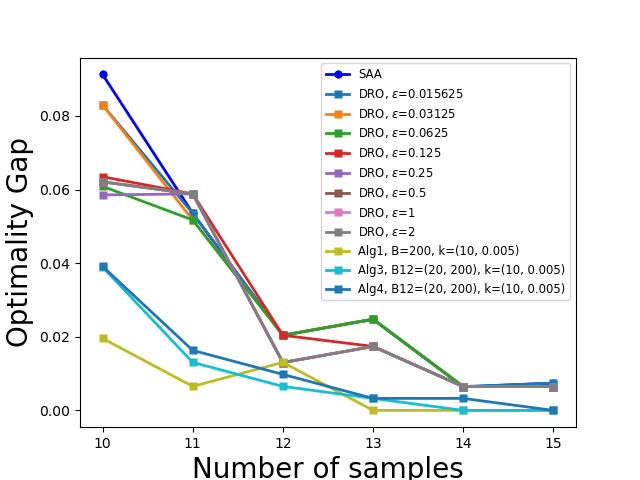 SAA
DRO, ε=0.015625
DRO, ε=0.03125
DRO, ε=0.0625
DRO, ε=0.125
DRO, ε=0.25
DRO, ε=0.5
DRO, ε=1
DRO, ε=2
Alg1, B=200, k=(10, 0.005)
Alg3, B12=(20, 200), k=(10, 0.005)
Alg4, B12=(20, 200), k=(10, 0.005)
Optimality Gap
0.08
0.06
0.04
0.02
0.00
10 11 12 13 14 15
Number of samples